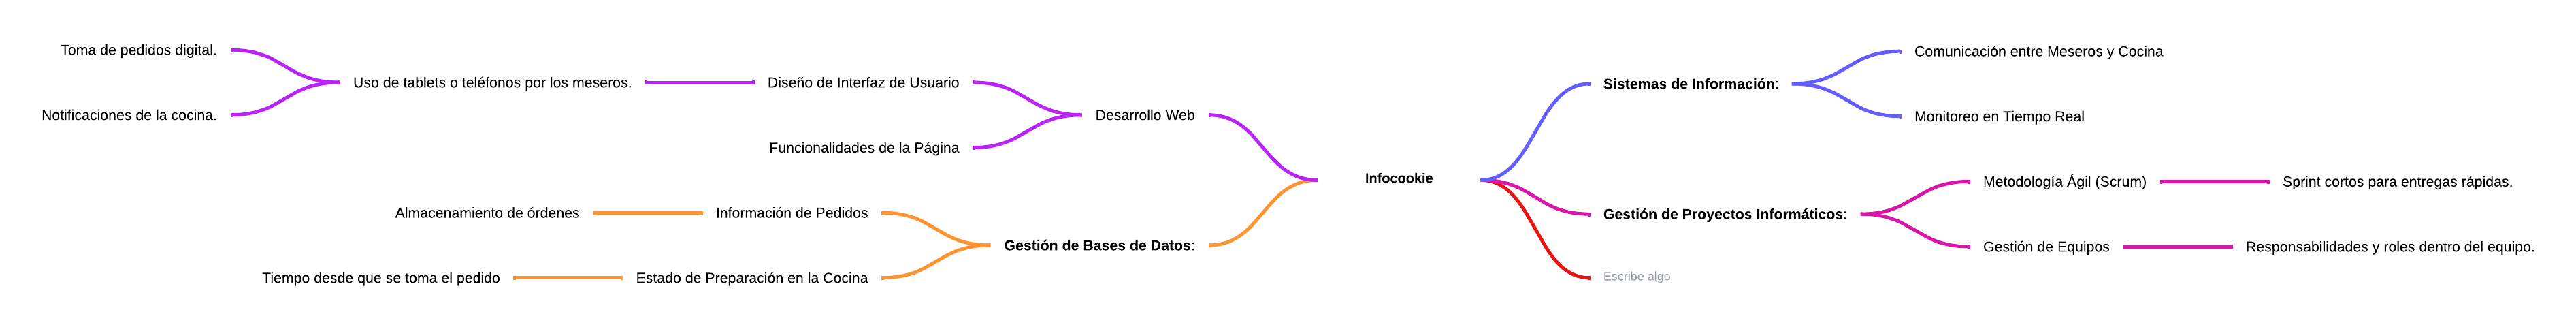 Toma de pedidos digital.
Notificaciones de la cocina.
Uso de tablets o teléfonos por los meseros.
Diseño de Interfaz de Usuario
Funcionalidades de la Página
Desarrollo Web
Almacenamiento de órdenes
Información de Pedidos
Tiempo desde que se toma el pedido
Estado de Preparación en la Cocina
Gestión de Bases de Datos:
Infocookie
Sistemas de Información:
Comunicación entre Meseros y Cocina
Monitoreo en Tiempo Real
Gestión de Proyectos Informáticos:
Metodología Ágil (Scrum)
Sprint cortos para entregas rápidas.
Gestión de Equipos
Responsabilidades y roles dentro del equipo.
Escribe algo